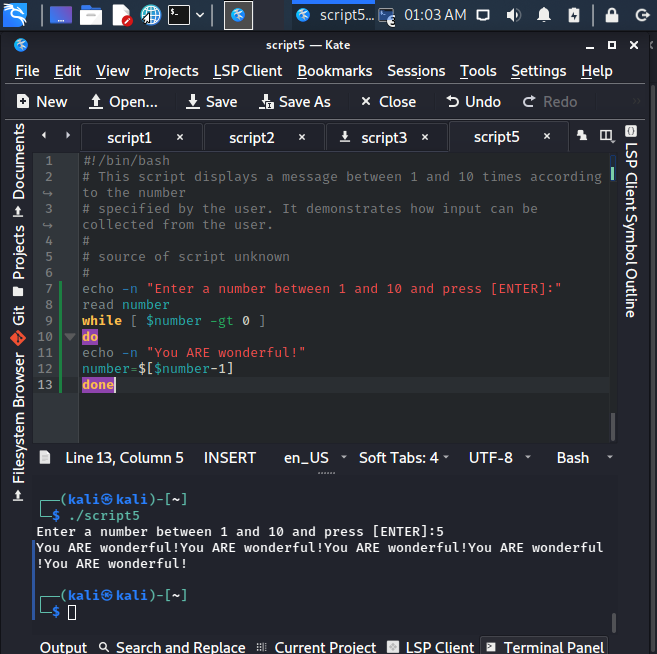 script5...
01:03 AM
script5 — Kate
File Edit View Projects LSP Client Bookmarks Sessions Tools Settings Help
New Open... Save Save As Close Undo Redo
script1 script2 script3 script5
Documents
Projects
Git
Filesystem Browser
1 #!/bin/bash
2 # This script displays a message between 1 and 10 times according
to the number
3 # specified by the user. It demonstrates how input can be
collected from the user.
4 #
5 # source of script unknown
6 #
7 echo -n "Enter a number between 1 and 10 and press [ENTER]:"
8 read number
9 while [ $number -gt 0 ]
10 do
11 echo -n "You ARE wonderful!"
12 number=$[$number-1]
13 done
LSP Client Symbol Outline
Line 13, Column 5 INSERT en_US Soft Tabs: 4 UTF-8 Bash
┌──(kali㉿kali)-[~]
└─$ ./script5
Enter a number between 1 and 10 and press [ENTER]:5
You ARE wonderful!You ARE wonderful!You ARE wonderful!You ARE wonderful
!You ARE wonderful!
┌──(kali㉿kali)-[~]
└─$
Output Search and Replace Current Project LSP Client Terminal Panel